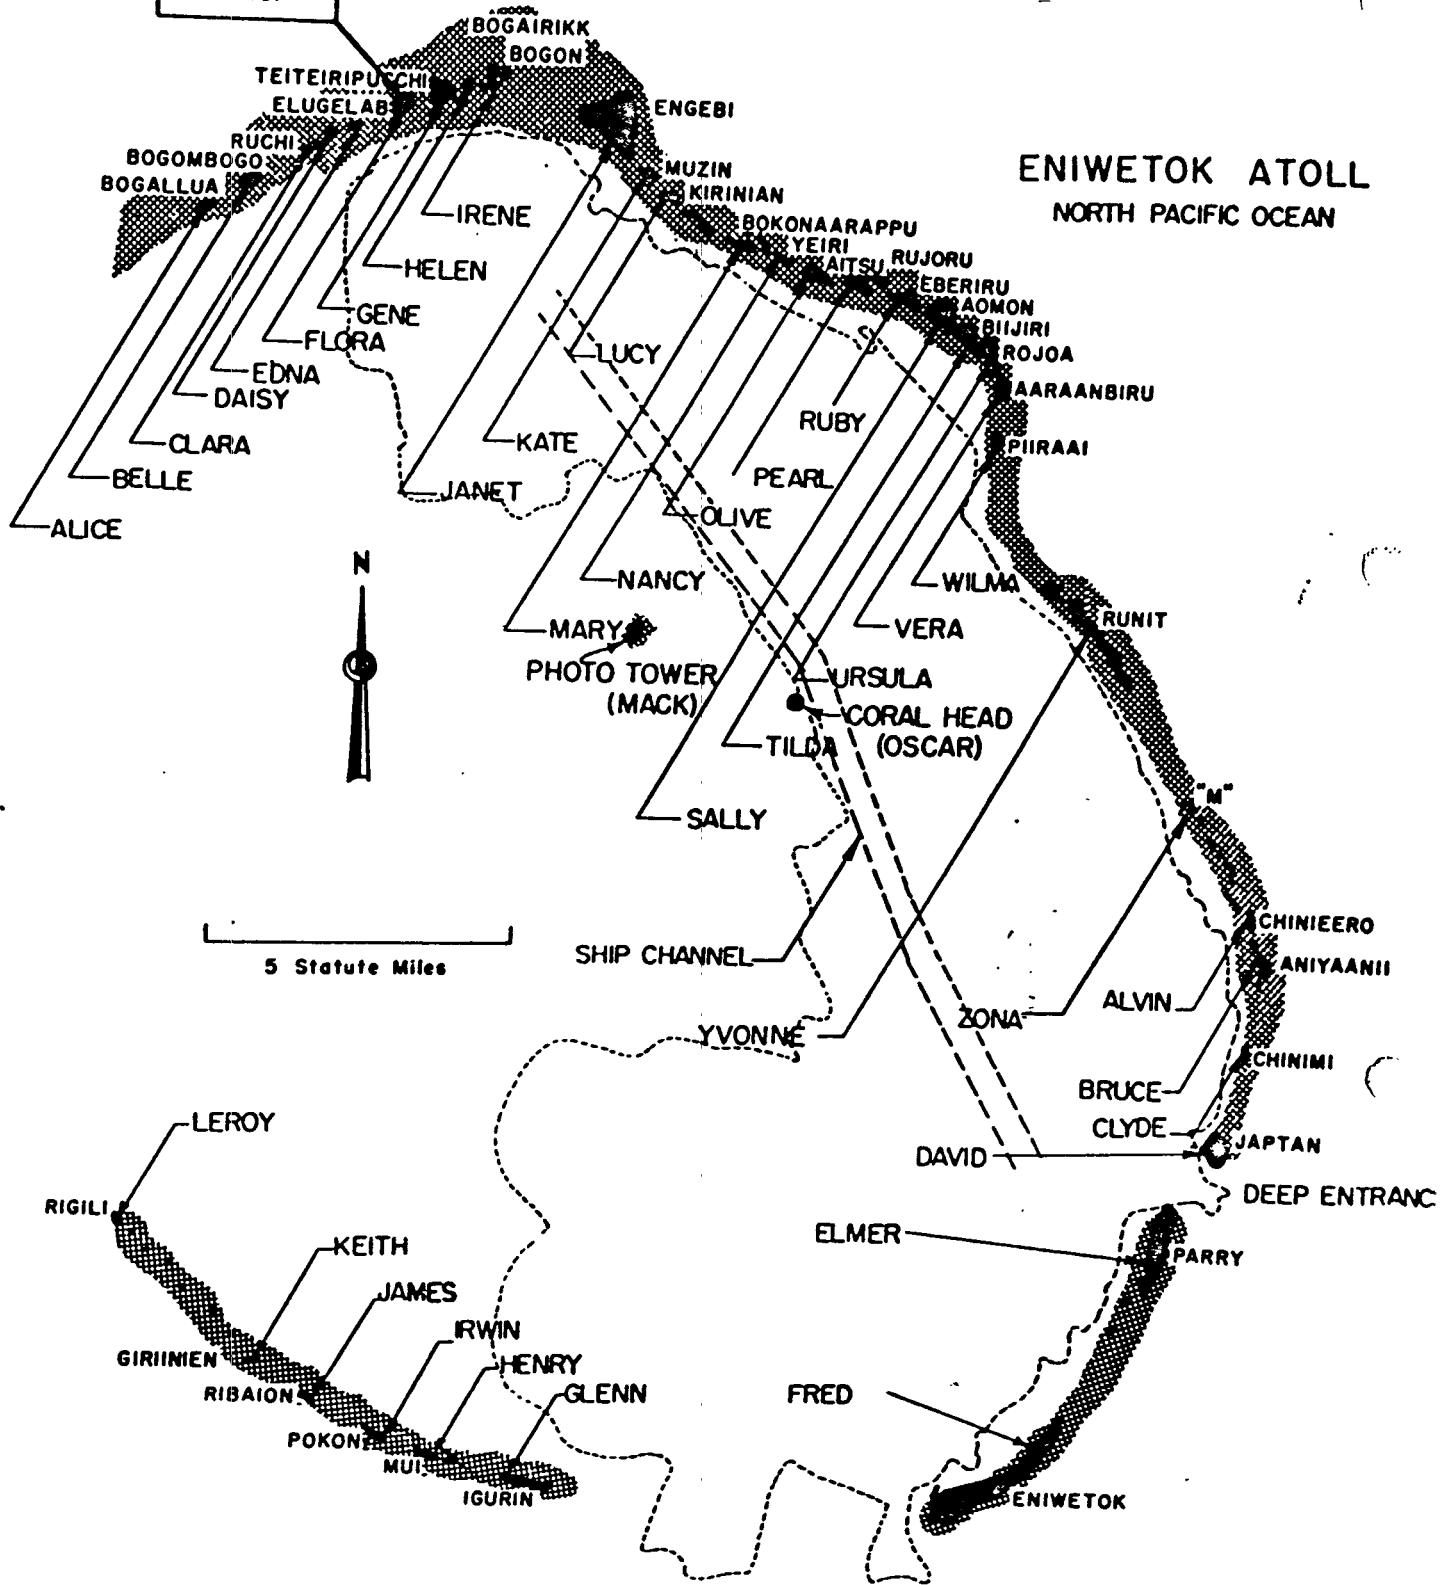 BOGAIRIKK
BOGON
TEITEIRIPUCCHI
ELUGELAB
ENGEBI
RUCHI
BOGOMBOGO
BOGALLUA
MUZIN
KIRINIAN
ENIWETOK ATOLL
NORTH PACIFIC OCEAN
IRENE
BOKONAARAPPU
YEIRI
RUJORU
AITSU
HELEN
EBERIRU
AOMON
GENE
BIIJIRI
FLORA
LUCY
ROJOA
EDNA
AARAANBIRU
DAISY
RUBY
CLARA
KATE
PIIRAAI
BELLE
PEARL
JANET
OLIVE
ALICE
N
NANCY
WILMA
RUNIT
MARY
VERA
PHOTO TOWER
(MACK)
URSULA
CORAL HEAD
(OSCAR)
TILDA
"M"
SALLY
CHINIEERO
SHIP CHANNEL
5 Statute Miles
ANIYAANII
ALVIN
ZONA
YVONNE
CHINIMI
BRUCE
LEROY
CLYDE
JAPTAN
DAVID
DEEP ENTRANC
RIGILI
ELMER
KEITH
PARRY
JAMES
IRWIN
GIRIINIEN
HENRY
RIBAION
GLENN
FRED
POKON
MUI
IGURIN
ENIWETOK